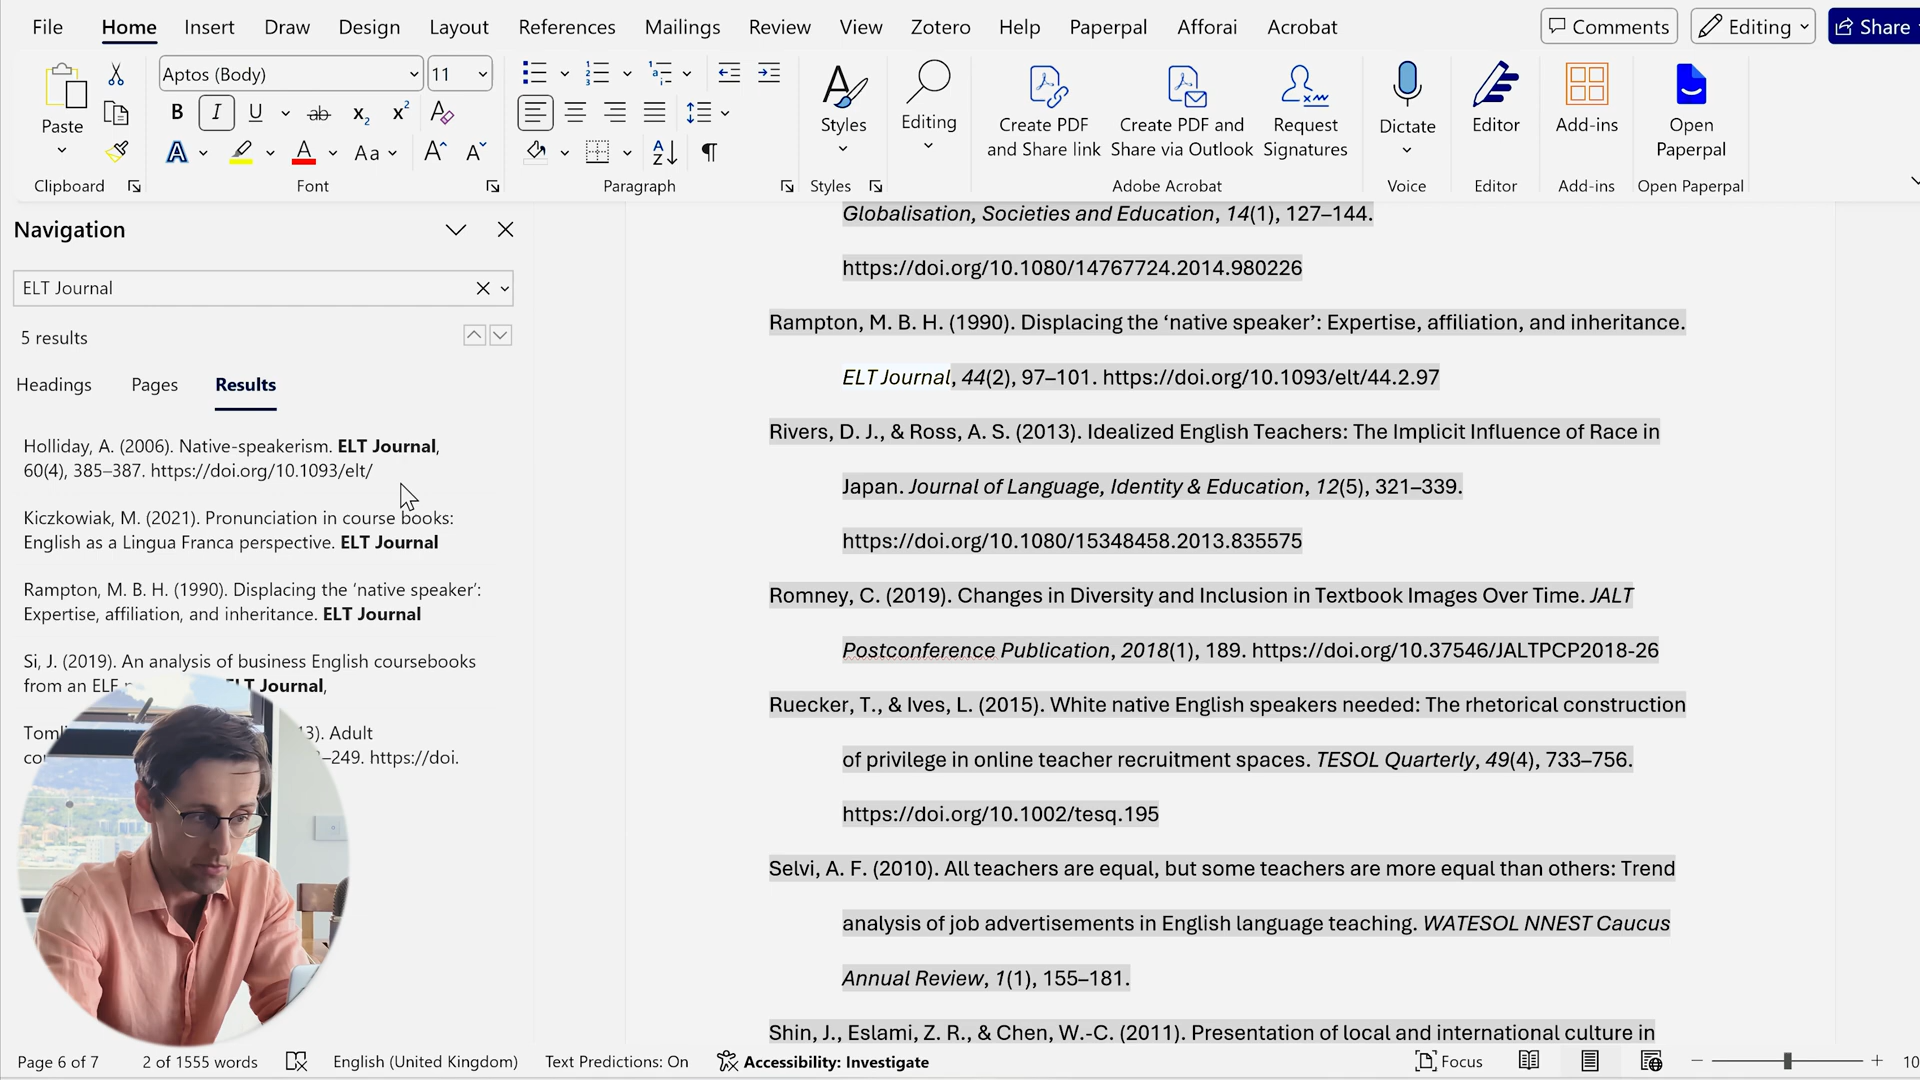 File Home Insert Draw Design Layout References Mailings Review View Zotero Help Paperpal Afforai Acrobat Comments Editing Share
Paste
Clipboard
Aptos (Body) 11
B I U ab x₂ x² A
A A Aa A A
Font
Paragraph
Styles
Styles
Editing
Create PDF
and Share link
Create PDF and
Share via Outlook
Request
Signatures
Adobe Acrobat
Dictate
Voice
Editor
Editor
Add-ins
Add-ins
Open
Paperpal
Open Paperpal
Navigation
ELT Journal
5 results
Headings Pages Results
Holliday, A. (2006). Native-speakerism. ELT Journal,
60(4), 385–387. https://doi.org/10.1093/elt/
Kiczkowiak, M. (2021). Pronunciation in course books:
English as a Lingua Franca perspective. ELT Journal
Rampton, M. B. H. (1990). Displacing the ‘native speaker’:
Expertise, affiliation, and inheritance. ELT Journal
Si, J. (2019). An analysis of business English coursebooks
from an ELF LT Journal,
Toml 3). Adult
co –249. https://doi.
Globalisation, Societies and Education, 14(1), 127–144.
https://doi.org/10.1080/14767724.2014.980226
Rampton, M. B. H. (1990). Displacing the ‘native speaker’: Expertise, affiliation, and inheritance.
ELT Journal, 44(2), 97–101. https://doi.org/10.1093/elt/44.2.97
Rivers, D. J., & Ross, A. S. (2013). Idealized English Teachers: The Implicit Influence of Race in
Japan. Journal of Language, Identity & Education, 12(5), 321–339.
https://doi.org/10.1080/15348458.2013.835575
Romney, C. (2019). Changes in Diversity and Inclusion in Textbook Images Over Time. JALT
Postconference Publication, 2018(1), 189. https://doi.org/10.37546/JALTPCP2018-26
Ruecker, T., & Ives, L. (2015). White native English speakers needed: The rhetorical construction
of privilege in online teacher recruitment spaces. TESOL Quarterly, 49(4), 733–756.
https://doi.org/10.1002/tesq.195
Selvi, A. F. (2010). All teachers are equal, but some teachers are more equal than others: Trend
analysis of job advertisements in English language teaching. WATESOL NNEST Caucus
Annual Review, 1(1), 155–181.
Shin, J., Eslami, Z. R., & Chen, W.-C. (2011). Presentation of local and international culture in
Page 6 of 7 2 of 1555 words English (United Kingdom) Text Predictions: On Accessibility: Investigate Focus 10